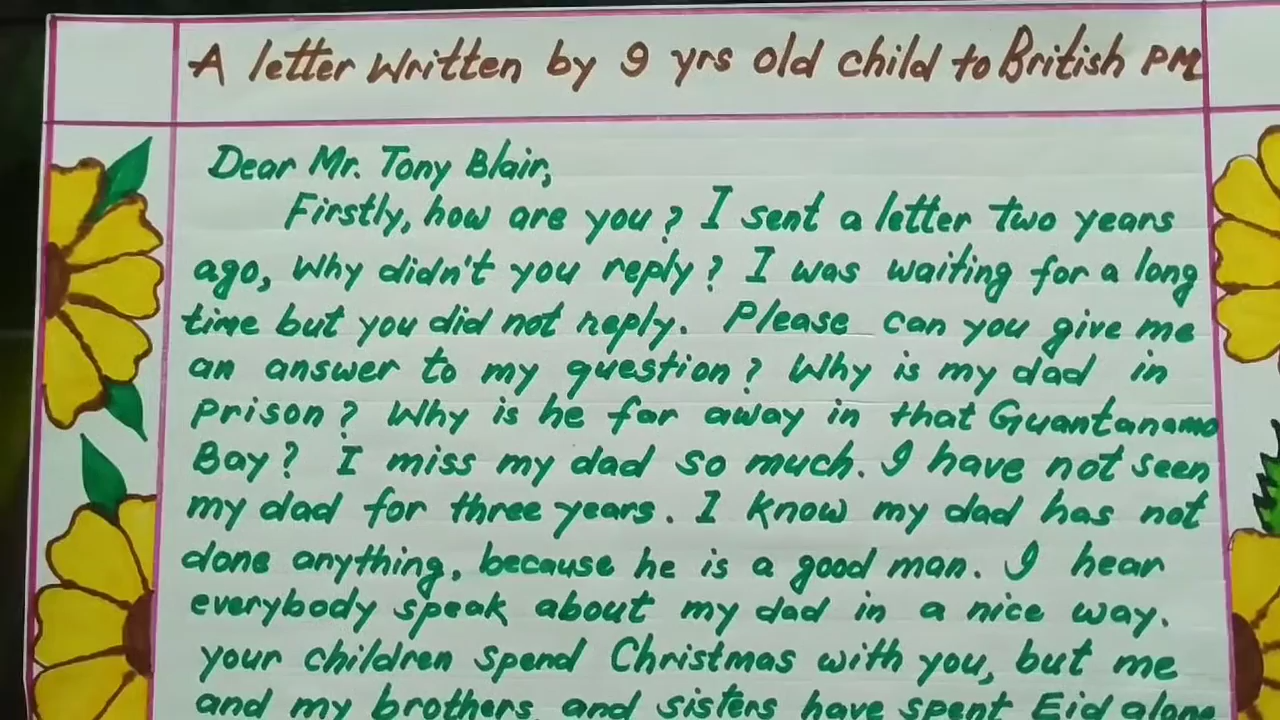 A letter written by 9 yrs old child to British PM
Dear Mr. Tony Blair,
Firstly, how are you? I sent a letter two years
ago, Why didn't you reply? I was waiting for a long
time but you did not reply. Please can you give me
an answer to my question? Why is my dad in
prison? Why is he far away in that Guantanamo
Bay? I miss my dad so much. I have not seen
my dad for three years. I know my dad has not
done anything, because he is a good man. I hear
everybody speak about my dad in a nice way.
your children spend Christmas with you, but me
and my brothers and sisters have spent Eid alone